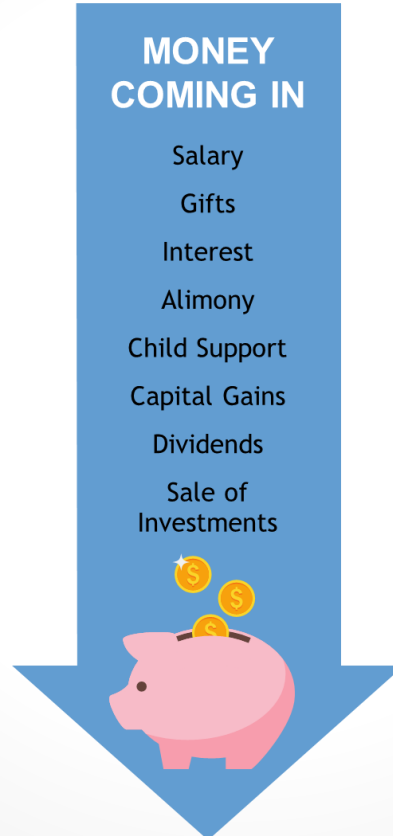 MONEY
COMING IN
Salary
Gifts
Interest
Alimony
Child Support
Capital Gains
Dividends
Sale of
Investments
$
$
$